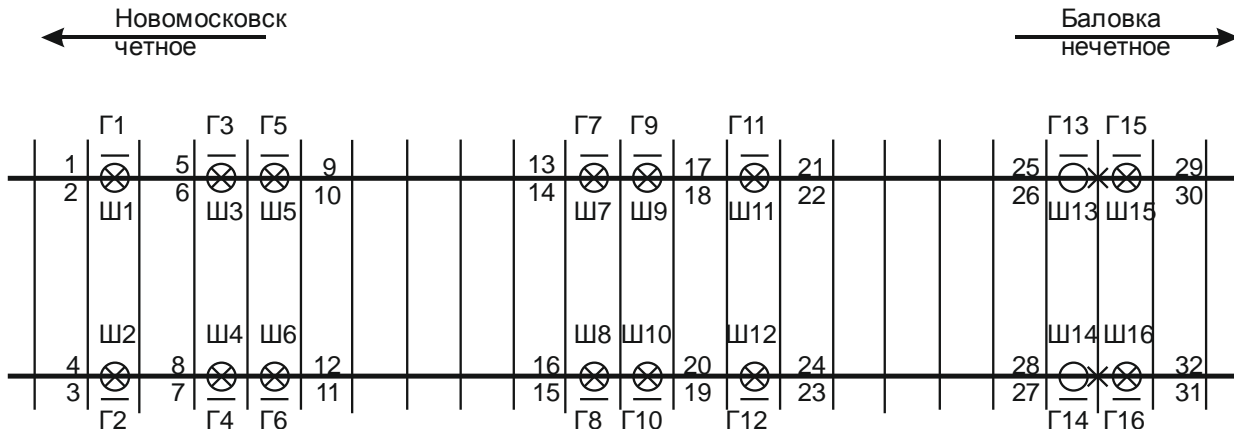 Новомосковск
четное
Баловка
нечетное
Г1 Г3 Г5 Г7 Г9 Г11 Г13 Г15
1 5 9 13 17 21 25 29
2 6 10 14 18 22 26 30
Ш1 Ш3 Ш5 Ш7 Ш9 Ш11 Ш13 Ш15
Ш2 Ш4 Ш6 Ш8 Ш10 Ш12 Ш14 Ш16
4 8 12 16 20 24 28 32
3 7 11 15 19 23 27 31
Г2 Г4 Г6 Г8 Г10 Г12 Г14 Г16